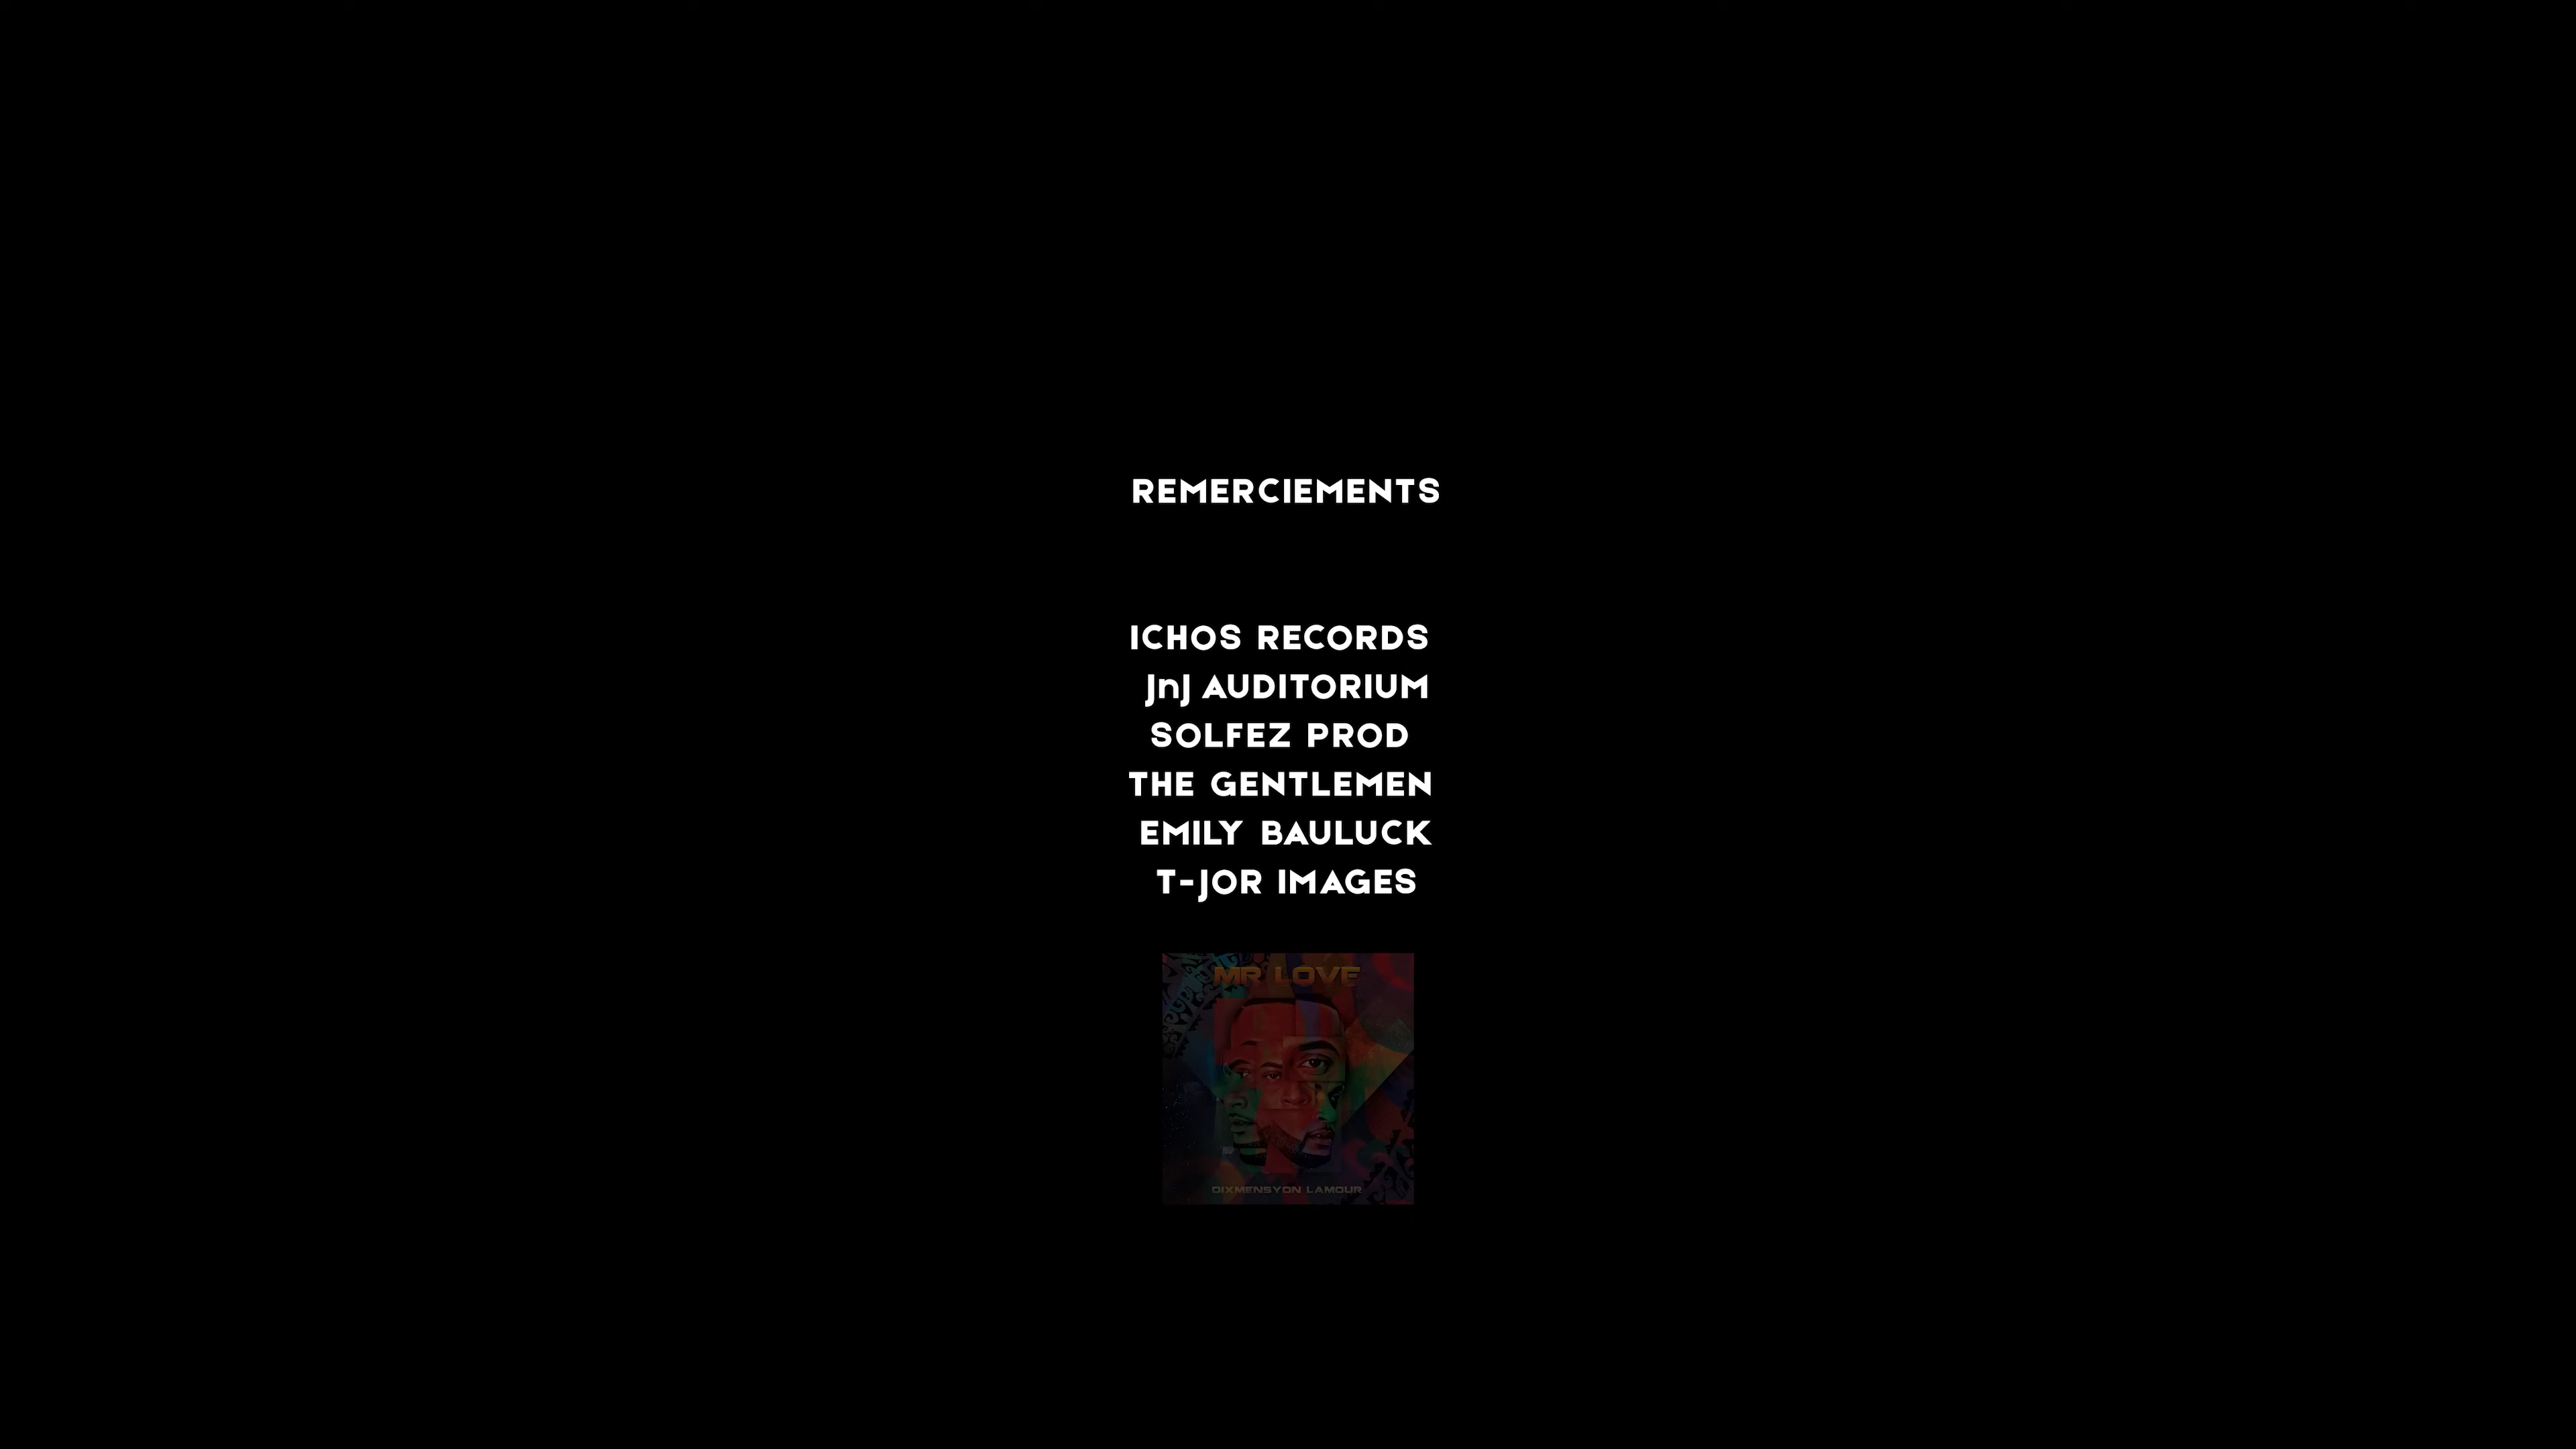 REMERCIEMENTS
ICHOS RECORDS
JnJ AUDITORIUM
SOLFEZ PROD
THE GENTLEMEN
EMILY BAULUCK
T-JOR IMAGES
MR LOVE
DIXMENSYON LAMOUR